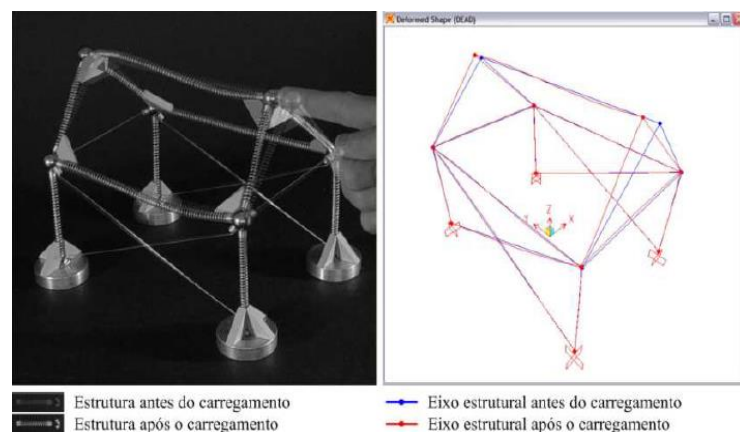 Deformed Shape (DEAD)
Z
Y
X
Estrutura antes do carregamento
Estrutura após o carregamento
Eixo estrutural antes do carregamento
Eixo estrutural após o carregamento